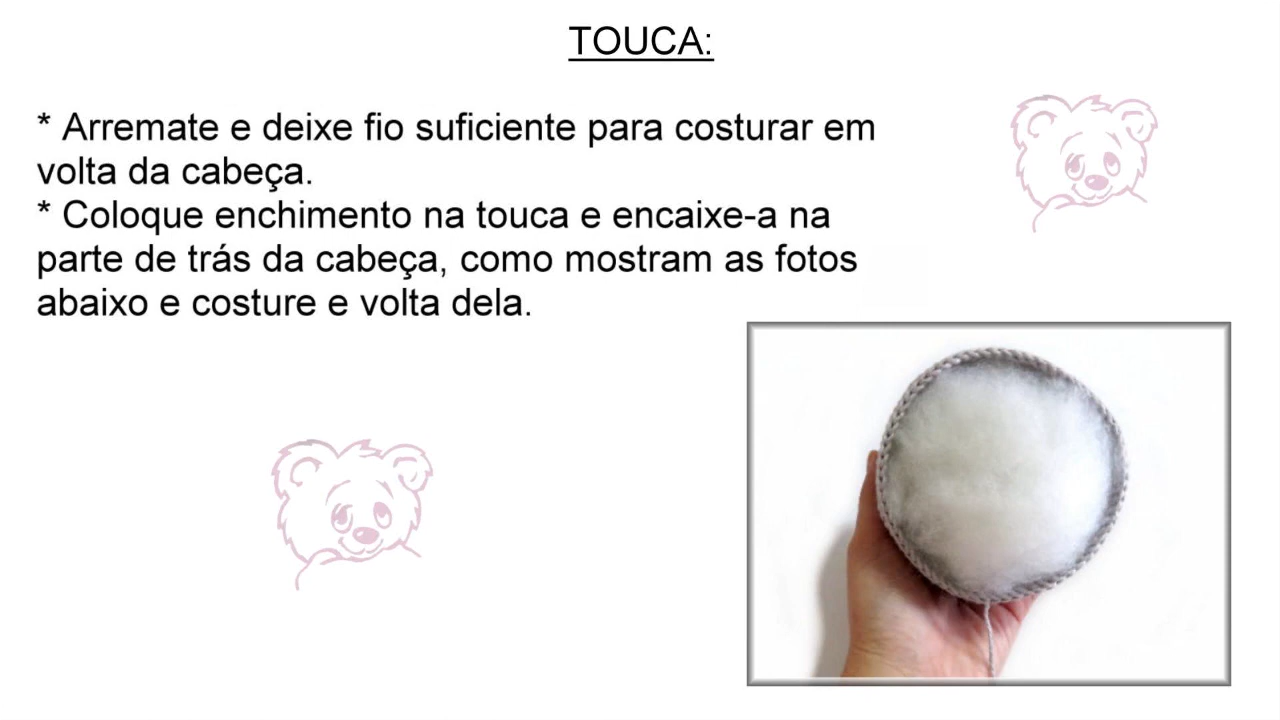 TOUCA:
* Arremate e deixe fio suficiente para costurar em
volta da cabeça.
* Coloque enchimento na touca e encaixe-a na
parte de trás da cabeça, como mostram as fotos
abaixo e costure e volta dela.